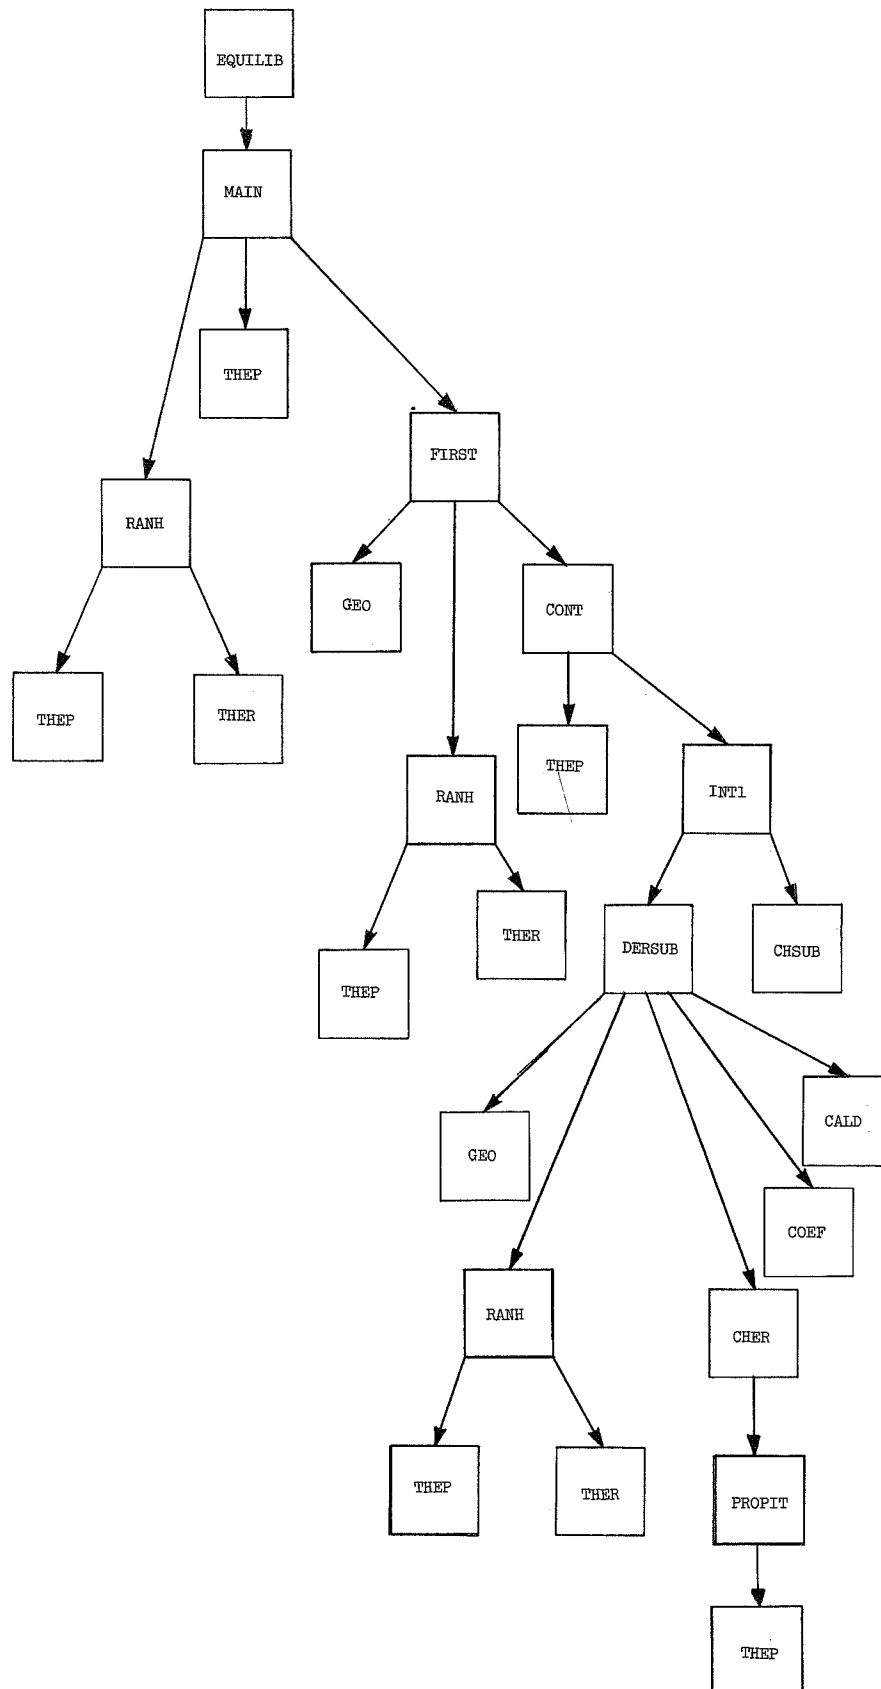 EQUILIB
MAIN
THEP
FIRST
RANH
GEO
CONT
THEP
THER
THEP
INT1
RANH
THER
DERSUB
CHSUB
THEP
CALD
GEO
COEF
RANH
CHER
THEP
THER
PROPIT
THEP